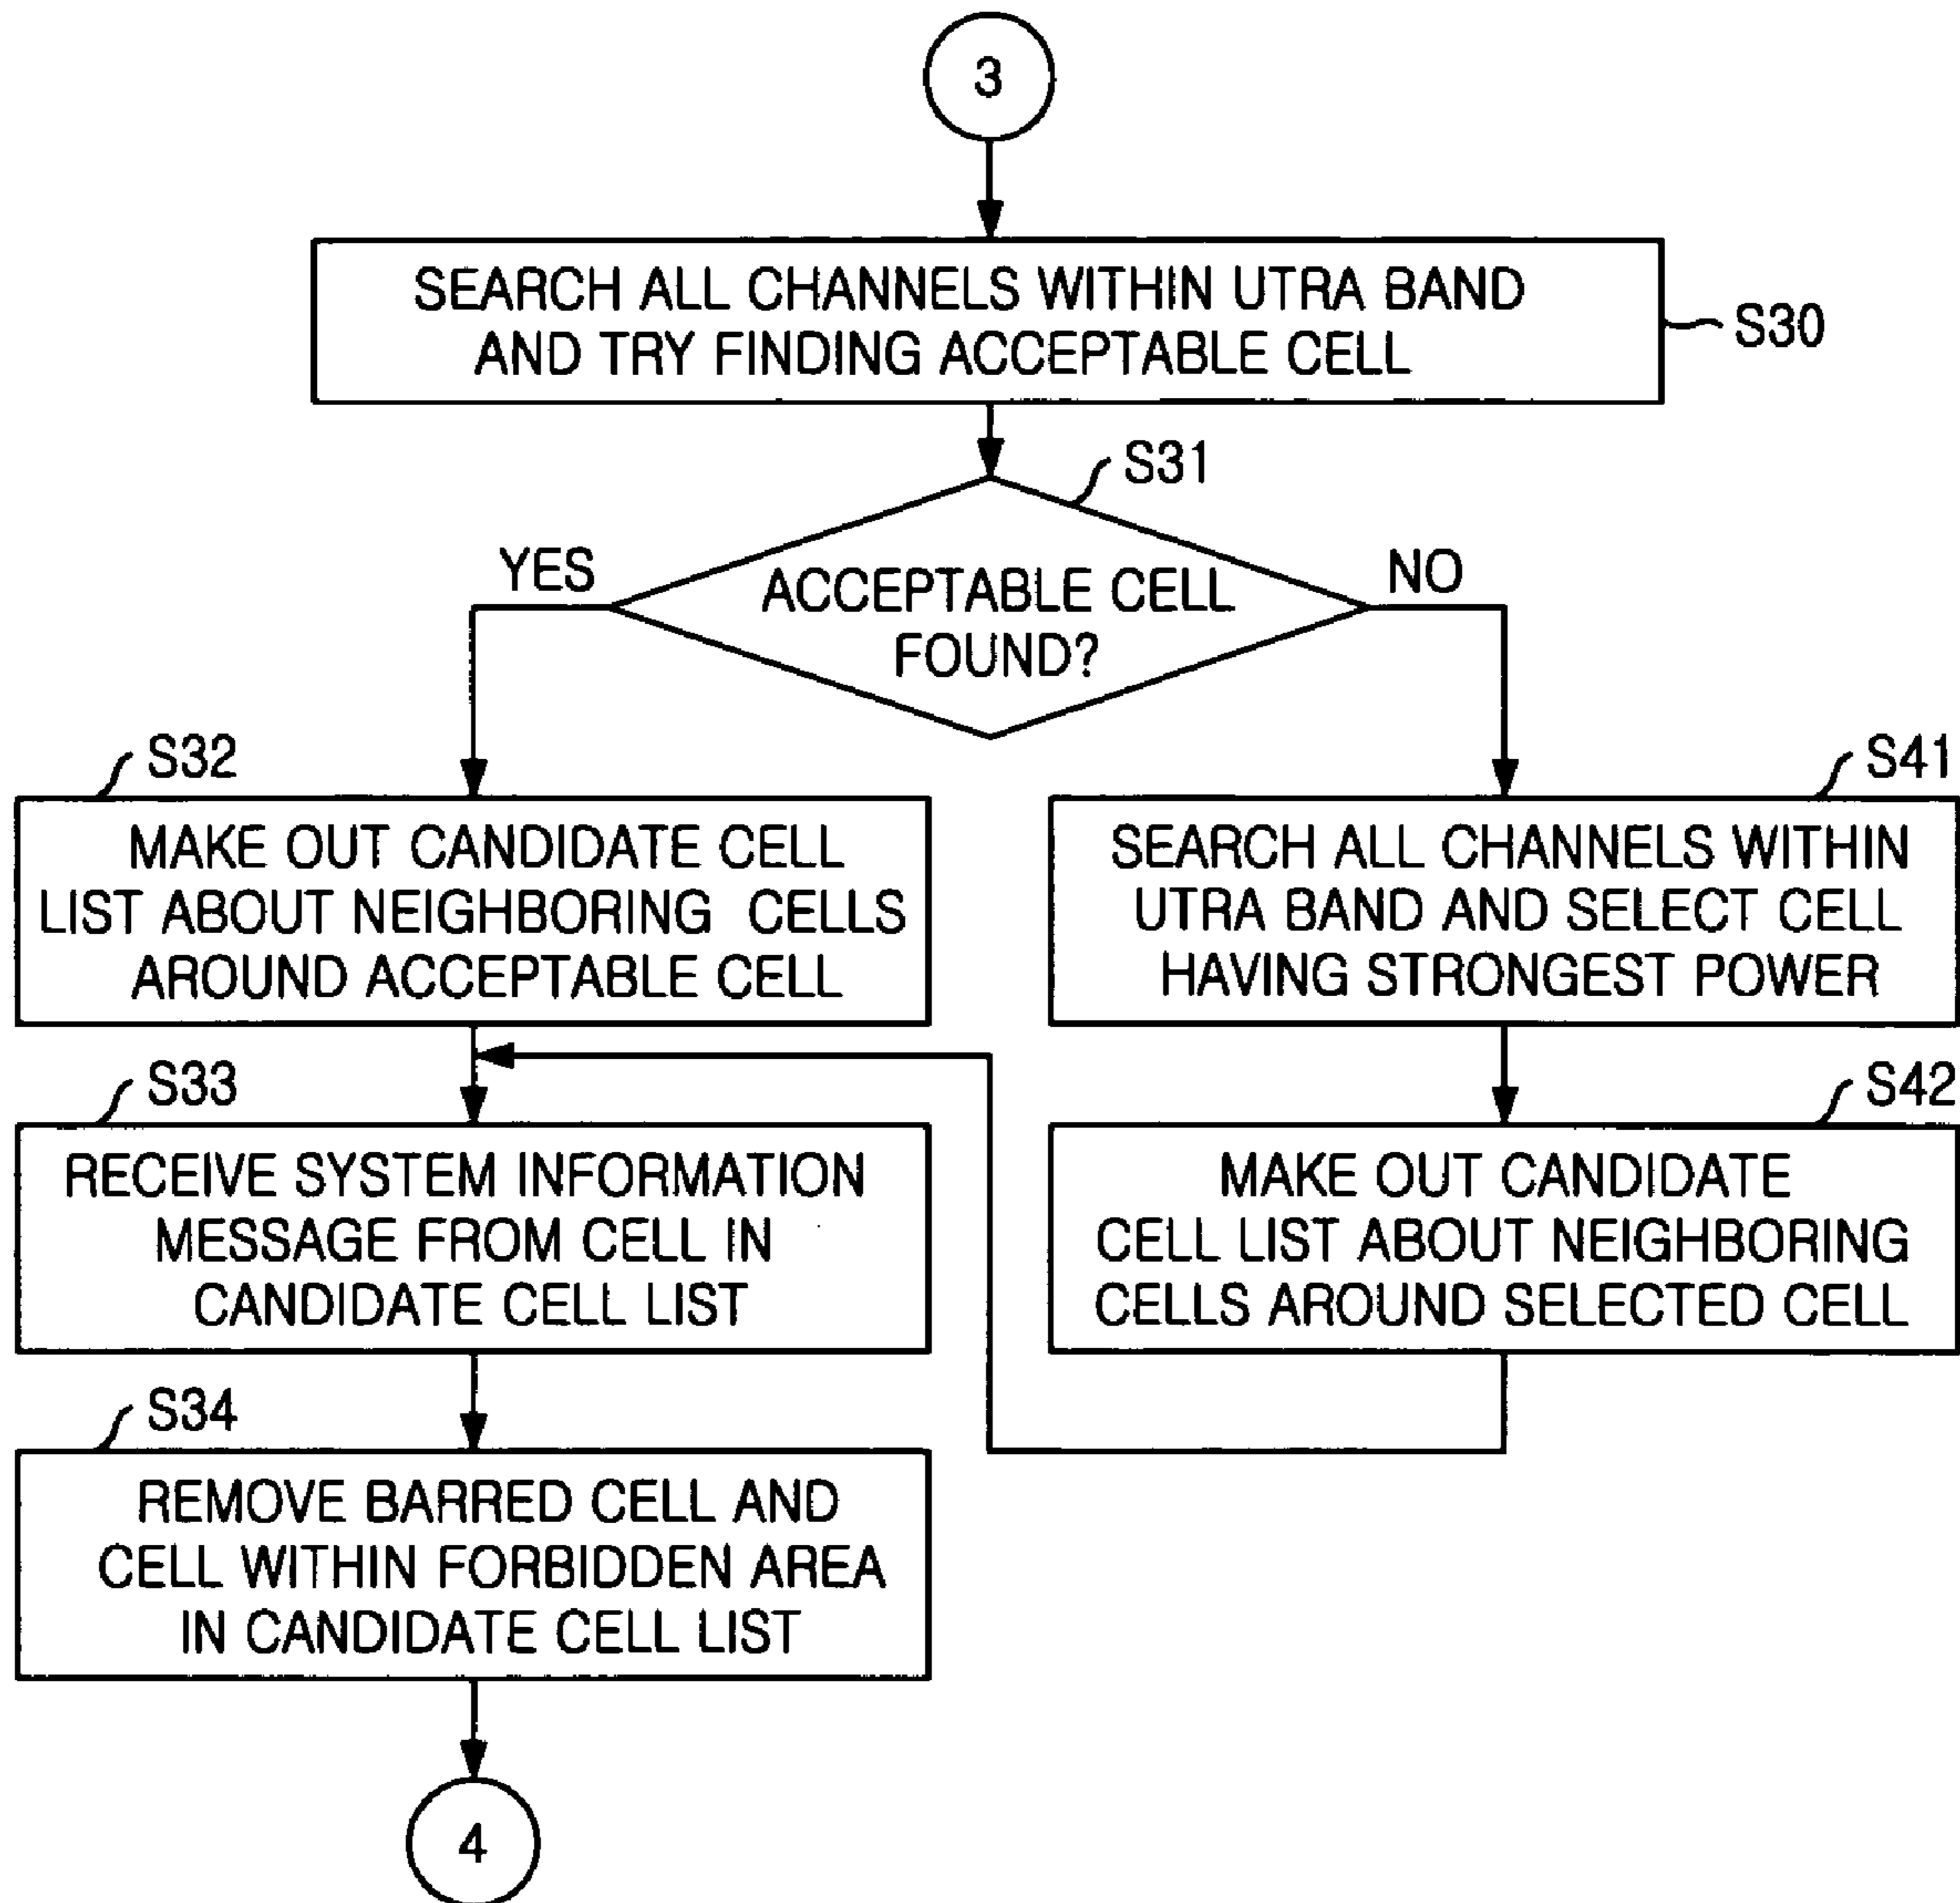 3
SEARCH ALL CHANNELS WITHIN UTRA BAND
AND TRY FINDING ACCEPTABLE CELL
S30
S31
YES
ACCEPTABLE CELL
FOUND?
NO
S32
MAKE OUT CANDIDATE CELL
LIST ABOUT NEIGHBORING CELLS
AROUND ACCEPTABLE CELL
S41
SEARCH ALL CHANNELS WITHIN
UTRA BAND AND SELECT CELL
HAVING STRONGEST POWER
S33
RECEIVE SYSTEM INFORMATION
MESSAGE FROM CELL IN
CANDIDATE CELL LIST
S42
MAKE OUT CANDIDATE
CELL LIST ABOUT NEIGHBORING
CELLS AROUND SELECTED CELL
S34
REMOVE BARRED CELL AND
CELL WITHIN FORBIDDEN AREA
IN CANDIDATE CELL LIST
4